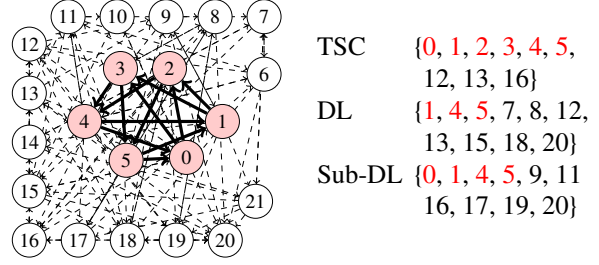 11 10 9 8 7
12 3 2 6
13 4 1
14 5 0
15 21
16 17 18 19 20
TSC {0, 1, 2, 3, 4, 5,
12, 13, 16}
DL {1, 4, 5, 7, 8, 12,
13, 15, 18, 20}
Sub-DL {0, 1, 4, 5, 9, 11
16, 17, 19, 20}